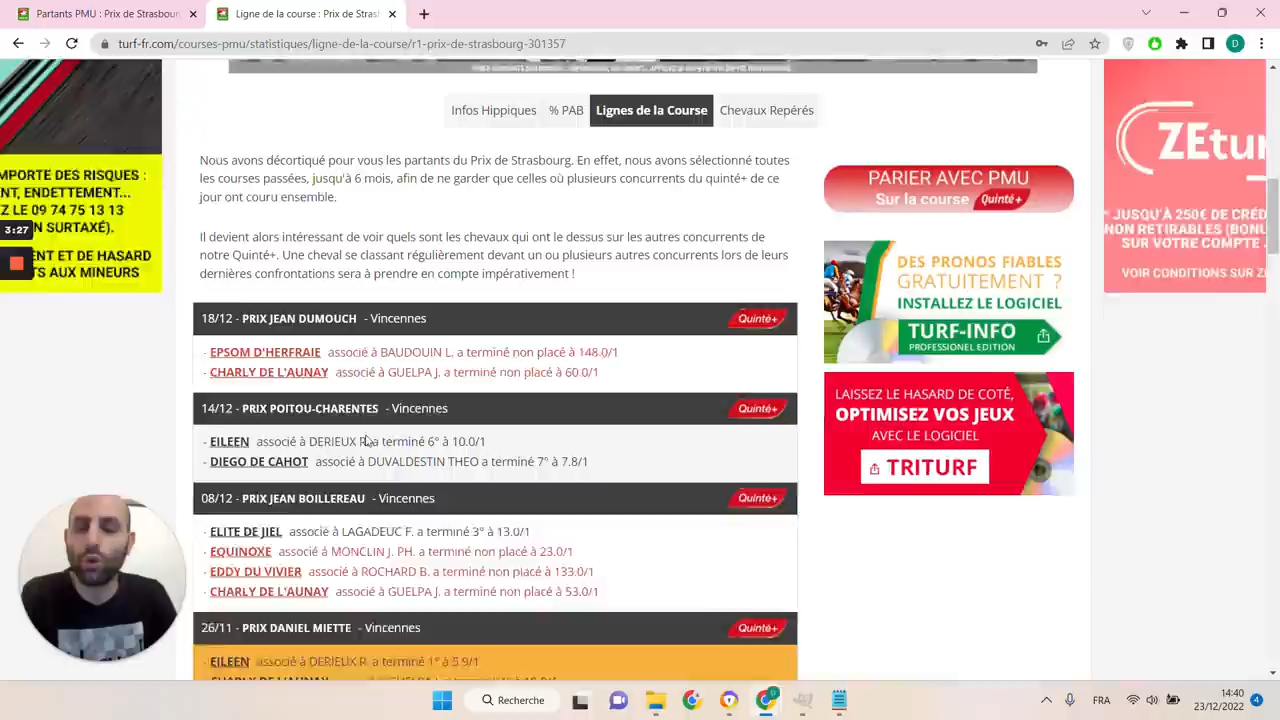 Partants PMU : Prix de Strasbourg
Ligne de la course : Prix de Stras
turf-fr.com/courses-pmu/statistiques/ligne-de-la-course/r1-prix-de-strasbourg-301357
D
Infos Hippiques
% PAB
Lignes de la Course
Chevaux Repérés
Nous avons décortiqué pour vous les partants du Prix de Strasbourg. En effet, nous avons sélectionné toutes
les courses passées, jusqu'à 6 mois, afin de ne garder que celles où plusieurs concurrents du quinté+ de ce
jour ont couru ensemble.
Il devient alors intéressant de voir quels sont les chevaux qui ont le dessus sur les autres concurrents de
notre Quinté+. Une cheval se classant régulièrement devant un ou plusieurs autres concurrents lors de leurs
dernières confrontations sera à prendre en compte impérativement !
18/12 - PRIX JEAN DUMOUCH - Vincennes
Quinté+
EPSOM D'HERFRAIE associé à BAUDOUIN L. a terminé non placé à 148.0/1
- CHARLY DE L'AUNAY associé à GUELPA J. a terminé non placé à 60.0/1
14/12 - PRIX POITOU-CHARENTES - Vincennes
Quinté+
- EILEEN associé à DERIEUX R. a terminé 6° à 10.0/1
- DIEGO DE CAHOT associé à DUVALDESTIN THEO a terminé 7° à 7.8/1
08/12 - PRIX JEAN BOILLEREAU - Vincennes
Quinté+
- ELITE DE JIEL associé à LAGADEUC F. a terminé 3° à 13.0/1
- EQUINOXE associé à MONCLIN J. PH. a terminé non placé à 23.0/1
- EDDY DU VIVIER associé à ROCHARD B. a terminé non placé à 133.0/1
- CHARLY DE L'AUNAY associé à GUELPA J. a terminé non placé à 53.0/1
26/11 - PRIX DANIEL MIETTE - Vincennes
Quinté+
- EILEEN associé à DERIEUX R. a terminé 1° à 5.9/1
MPORTE DES RISQUES :
NT, ENDETTEMENT...
Z LE 09 74 75 13 13
N SURTAXÉ).
3:27
ENT ET DE HASARD
TS AUX MINEURS
PARIER AVEC PMU
Sur la course Quinté+
DES PRONOS FIABLES
GRATUITEMENT ?
INSTALLEZ LE LOGICIEL
TURF-INFO
PROFESSIONEL EDITION
LAISSEZ LE HASARD DE COTÉ,
OPTIMISEZ VOS JEUX
AVEC LE LOGICIEL
TRITURF
ZEtur
JUSQU'À 250€ DE CRÉD
NON RETIRABLES (BONU
SUR VOTRE COMPTE
VOIR CONDITIONS SUR ZE
Recherche
FRA
14:40
23/12/2022
4